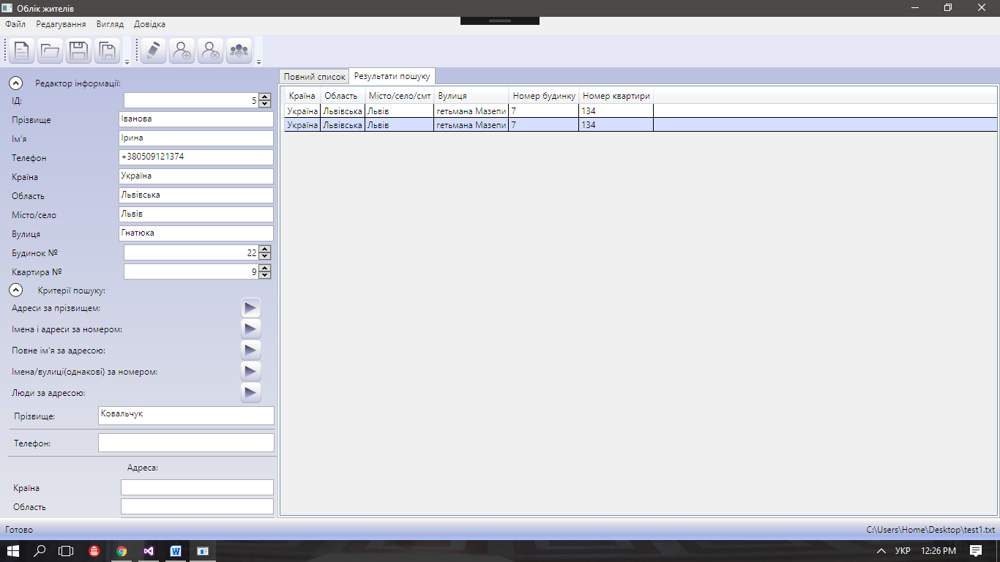 Облік жителів
Файл Редагування Вигляд Довідка
Редактор інформації:
ІД: 5
Прізвище Іванова
Ім'я Ірина
Телефон +380509121374
Країна Україна
Область Львівська
Місто/село Львів
Вулиця Гнатюка
Будинок № 22
Квартира № 9
Критерії пошуку:
Адреси за прізвищем:
Імена і адреси за номером:
Повне ім'я за адресою:
Імена/вулиці(однакові) за номером:
Люди за адресою:
Прізвище: Ковальчук
Телефон:
Адреса:
Країна
Область
Повний список Результати пошуку
Країна Область Місто/село/смт Вулиця Номер будинку Номер квартири
Україна Львівська Львів гетьмана Мазепи 7 134
Україна Львівська Львів гетьмана Мазепи 7 134
Готово C:\Users\Home\Desktop\test1.txt
УКР 12:26 PM